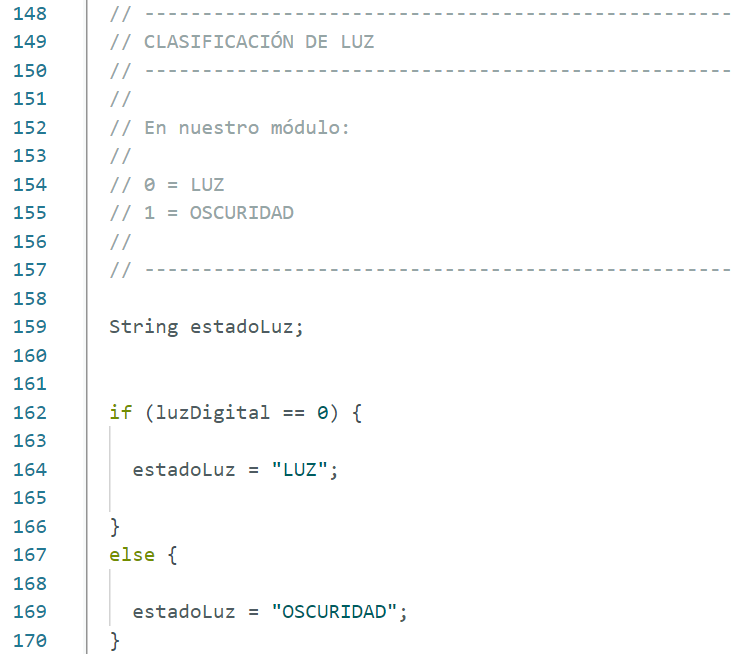 148 // ---------------------------------------------------
149 // CLASIFICACIÓN DE LUZ
150 // ---------------------------------------------------
151 //
152 // En nuestro módulo:
153 //
154 // 0 = LUZ
155 // 1 = OSCURIDAD
156 //
157 // ---------------------------------------------------
158
159 String estadoLuz;
160
161
162 if (luzDigital == 0) {
163
164 estadoLuz = "LUZ";
165
166 }
167 else {
168
169 estadoLuz = "OSCURIDAD";
170 }